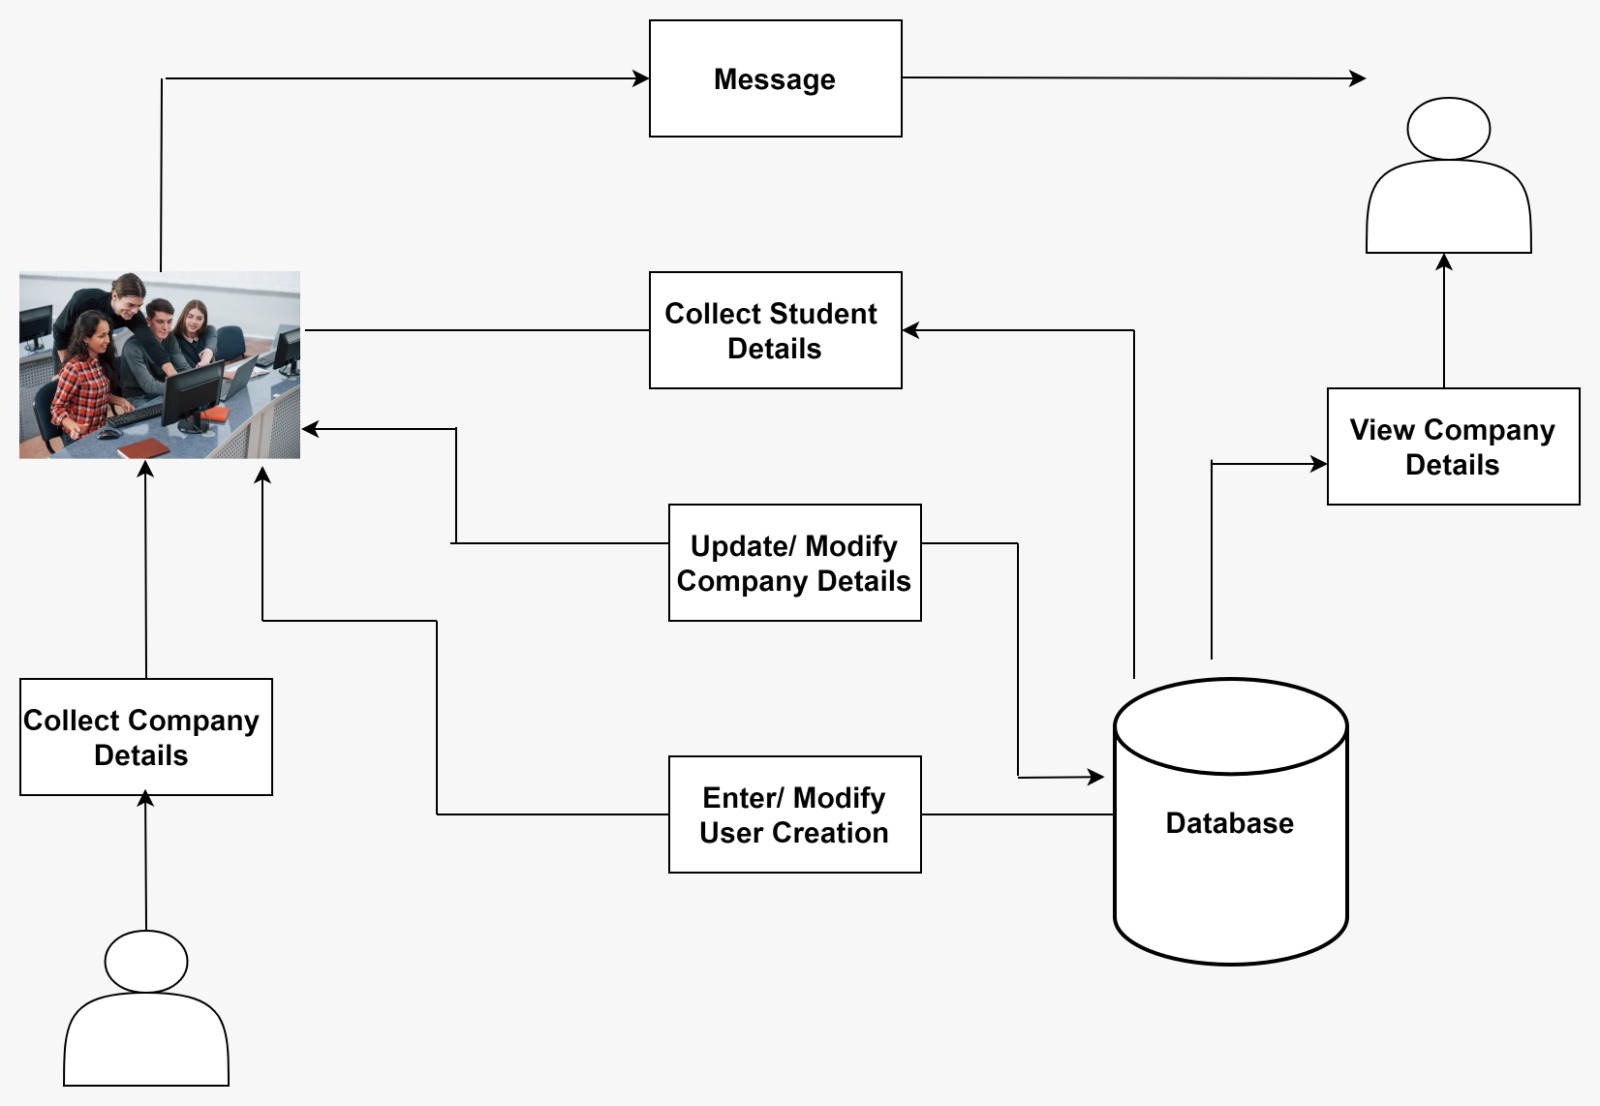 Message
Collect Student
Details
View Company
Details
Update/ Modify
Company Details
Collect Company
Details
Enter/ Modify
User Creation
Database